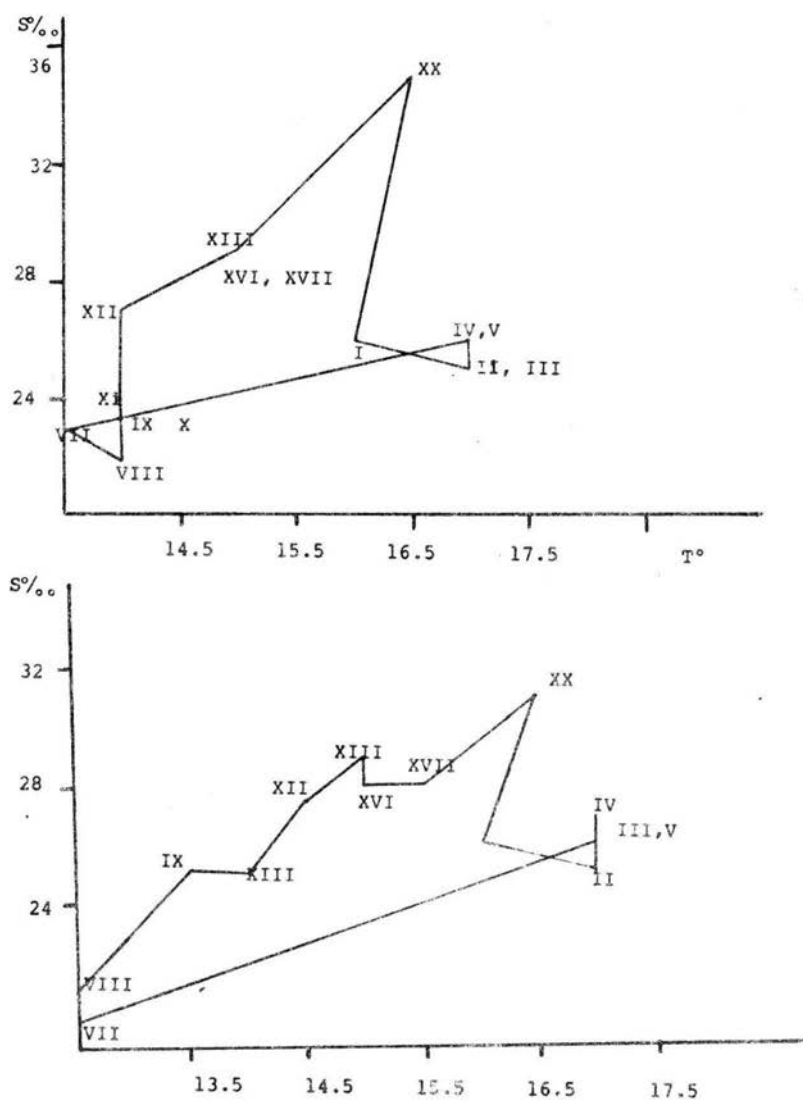 S‰
36
XX
32
XIII
XVI, XVII
28
XII
IV,V
I
II, III
24
XI
IX X
VII
VIII
14.5 15.5 16.5 17.5 T°
S‰
32
XX
XIII
XVII
28
XII
XVI
IV
III,V
IX
XIII
II
24
VIII
VII
13.5 14.5 15.5 16.5 17.5